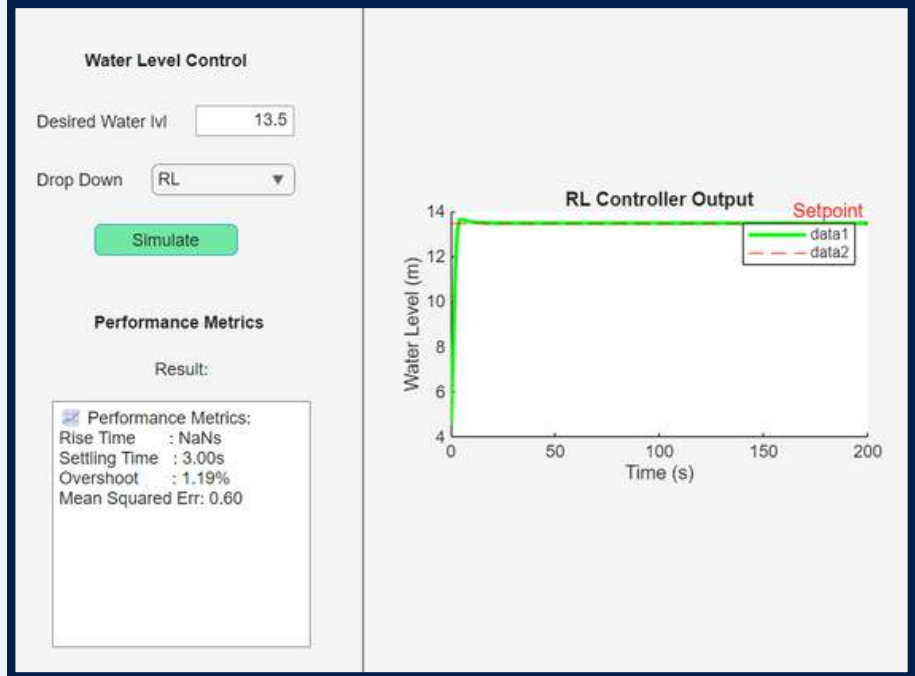 Water Level Control
Desired Water lvl 13.5
Drop Down RL
Simulate
Performance Metrics
Result:
Performance Metrics:
Rise Time : NaNs
Settling Time : 3.00s
Overshoot : 1.19%
Mean Squared Err: 0.60
RL Controller Output
Setpoint
data1
data2
Water Level (m)
14
12
10
8
6
4
0 50 100 150 200
Time (s)